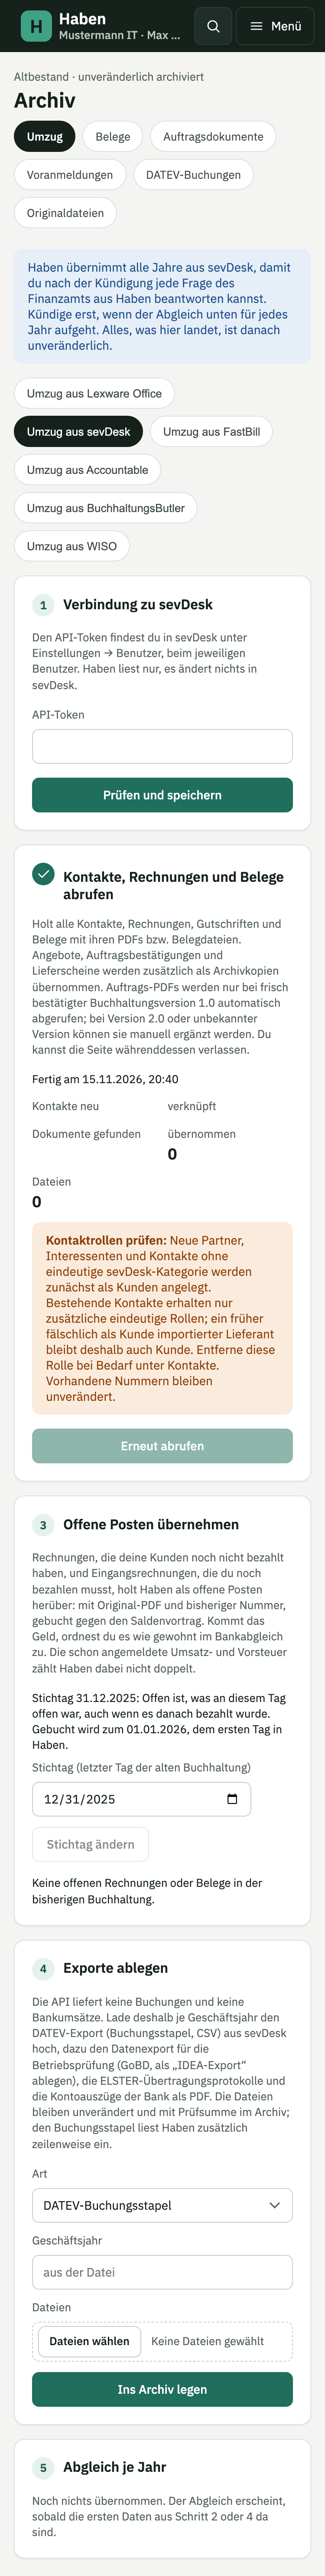 H
Haben
Mustermann IT · Max ...
Menü
Altbestand · unveränderlich archiviert
Archiv
Umzug
Belege
Auftragsdokumente
Voranmeldungen
DATEV-Buchungen
Originaldateien
Haben übernimmt alle Jahre aus sevDesk, damit
du nach der Kündigung jede Frage des
Finanzamts aus Haben beantworten kannst.
Kündige erst, wenn der Abgleich unten für jedes
Jahr aufgeht. Alles, was hier landet, ist danach
unveränderlich.
Umzug aus Lexware Office
Umzug aus sevDesk
Umzug aus FastBill
Umzug aus Accountable
Umzug aus BuchhaltungsButler
Umzug aus WISO
1
Verbindung zu sevDesk
Den API-Token findest du in sevDesk unter
Einstellungen → Benutzer, beim jeweiligen
Benutzer. Haben liest nur, es ändert nichts in
sevDesk.
API-Token
Prüfen und speichern
Kontakte, Rechnungen und Belege
abrufen
Holt alle Kontakte, Rechnungen, Gutschriften und
Belege mit ihren PDFs bzw. Belegdateien.
Angebote, Auftragsbestätigungen und
Lieferscheine werden zusätzlich als Archivkopien
übernommen. Auftrags-PDFs werden nur bei frisch
bestätigter Buchhaltungsversion 1.0 automatisch
abgerufen; bei Version 2.0 oder unbekannter
Version können sie manuell ergänzt werden. Du
kannst die Seite währenddessen verlassen.
Fertig am 15.11.2026, 20:40
Kontakte neu
verknüpft
Dokumente gefunden
übernommen
0
Dateien
0
Kontaktrollen prüfen: Neue Partner,
Interessenten und Kontakte ohne
eindeutige sevDesk-Kategorie werden
zunächst als Kunden angelegt.
Bestehende Kontakte erhalten nur
zusätzliche eindeutige Rollen; ein früher
fälschlich als Kunde importierter Lieferant
bleibt deshalb auch Kunde. Entferne diese
Rolle bei Bedarf unter Kontakte.
Vorhandene Nummern bleiben
unverändert.
Erneut abrufen
3
Offene Posten übernehmen
Rechnungen, die deine Kunden noch nicht bezahlt
haben, und Eingangsrechnungen, die du noch
bezahlen musst, holt Haben als offene Posten
herüber: mit Original-PDF und bisheriger Nummer,
gebucht gegen den Saldenvortrag. Kommt das
Geld, ordnest du es wie gewohnt im Bankabgleich
zu. Die schon angemeldete Umsatz- und Vorsteuer
zählt Haben dabei nicht doppelt.
Stichtag 31.12.2025: Offen ist, was an diesem Tag
offen war, auch wenn es danach bezahlt wurde.
Gebucht wird zum 01.01.2026, dem ersten Tag in
Haben.
Stichtag (letzter Tag der alten Buchhaltung)
12/31/2025
Stichtag ändern
Keine offenen Rechnungen oder Belege in der
bisherigen Buchhaltung.
4
Exporte ablegen
Die API liefert keine Buchungen und keine
Bankumsätze. Lade deshalb je Geschäftsjahr den
DATEV-Export (Buchungsstapel, CSV) aus sevDesk
hoch, dazu den Datenexport für die
Betriebsprüfung (GoBD, als „IDEA-Export“
ablegen), die ELSTER-Übertragungsprotokolle und
die Kontoauszüge der Bank als PDF. Die Dateien
bleiben unverändert und mit Prüfsumme im Archiv;
den Buchungsstapel liest Haben zusätzlich
zeilenweise ein.
Art
DATEV-Buchungsstapel
Geschäftsjahr
aus der Datei
Dateien
Dateien wählen
Keine Dateien gewählt
Ins Archiv legen
5
Abgleich je Jahr
Noch nichts übernommen. Der Abgleich erscheint,
sobald die ersten Daten aus Schritt 2 oder 4 da
sind.